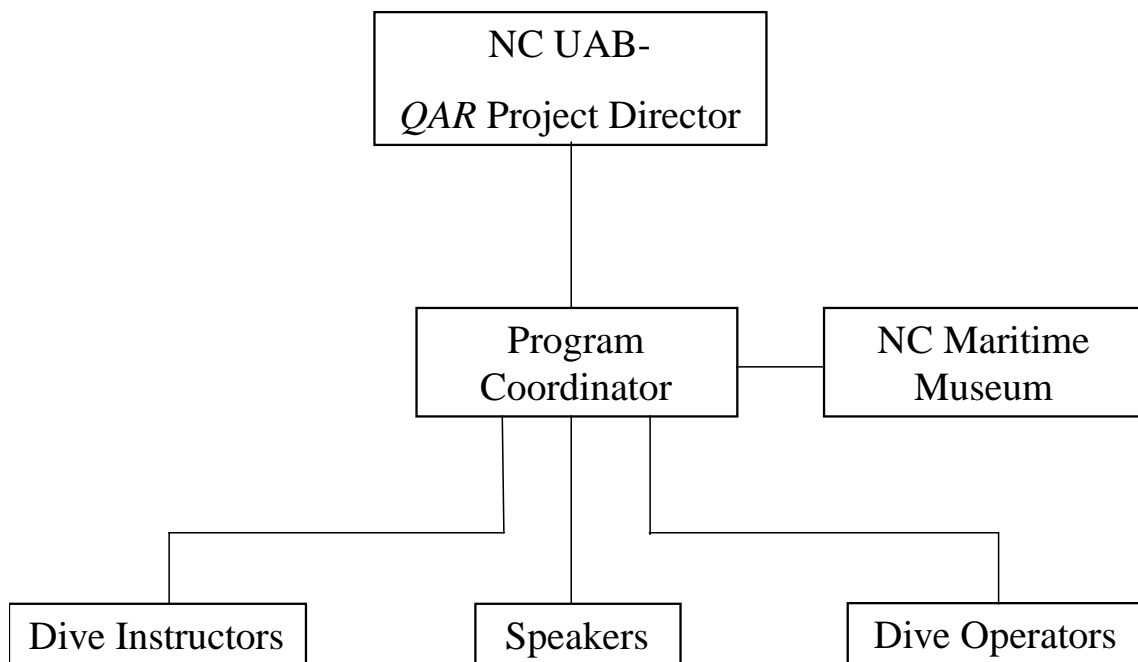 NC UAB-
QAR Project Director
Program
Coordinator
NC Maritime
Museum
Dive Instructors
Speakers
Dive Operators